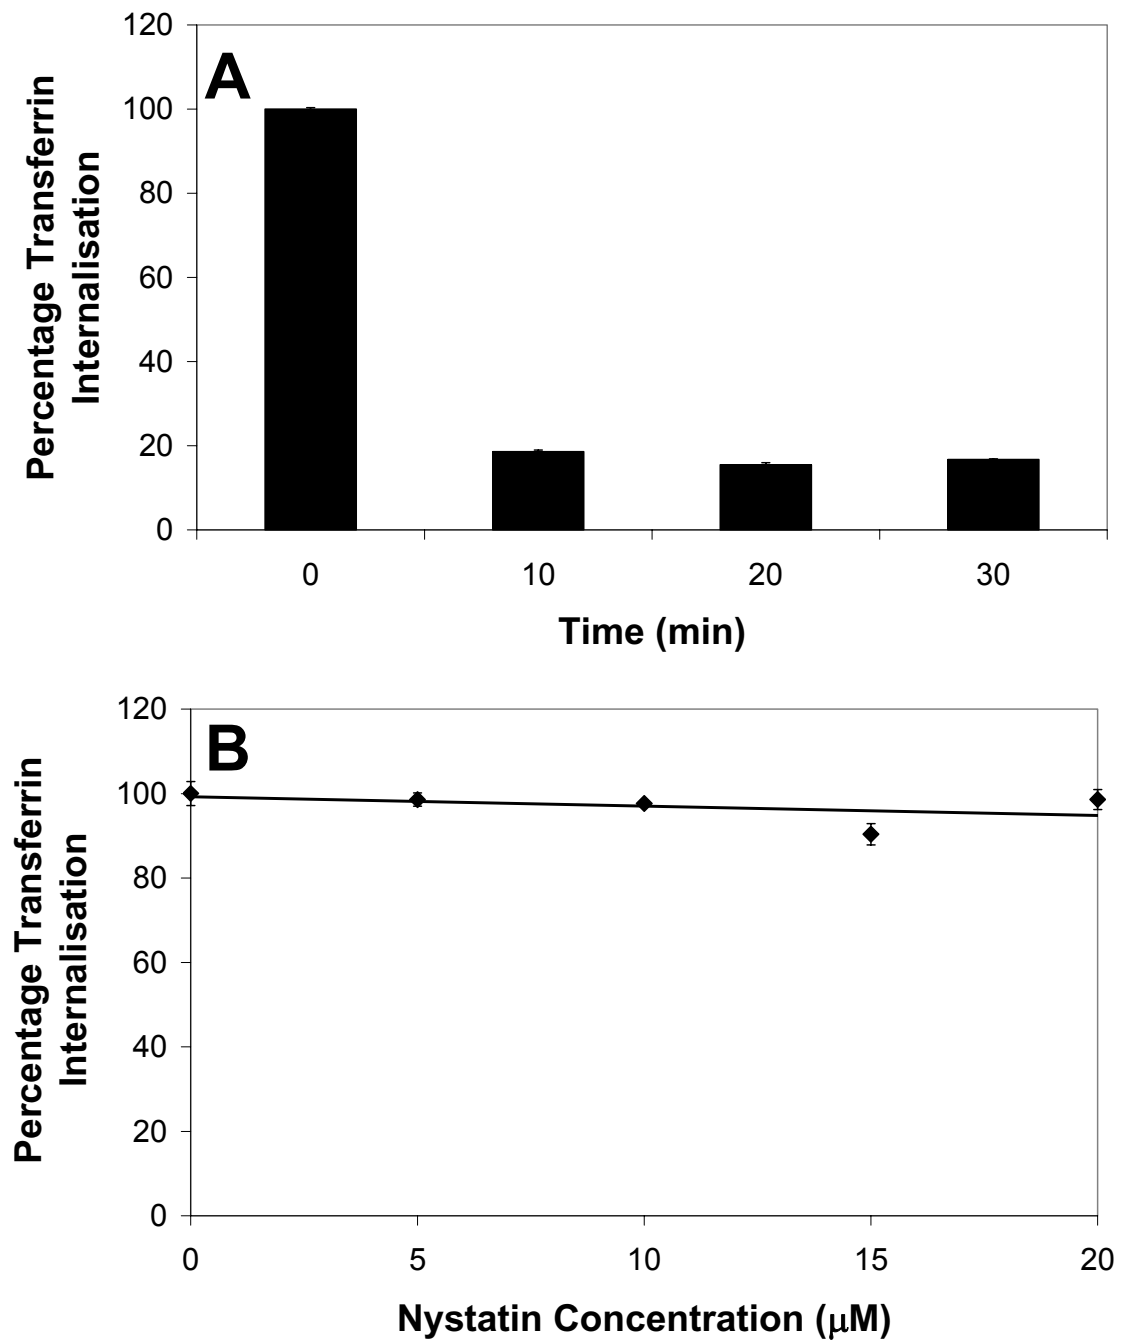 A
Percentage Transferrin
Internalisation
120
100
80
60
40
20
0
0 10 20 30
Time (min)
B
Percentage Transferrin
Internalisation
120
100
80
60
40
20
0
0 5 10 15 20
Nystatin Concentration (μM)